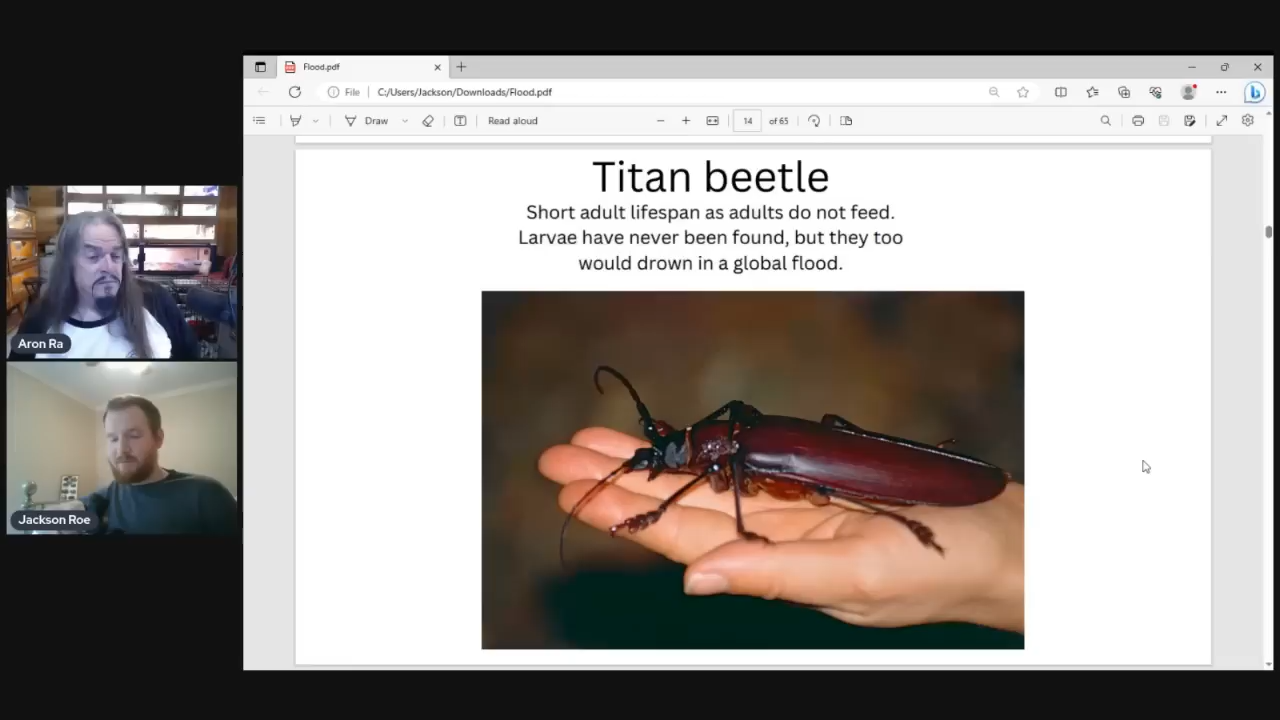 Flood.pdf
File
C:/Users/Jackson/Downloads/Flood.pdf
Draw
Read aloud
14
of 65
Titan beetle
Short adult lifespan as adults do not feed.
Larvae have never been found, but they too
would drown in a global flood.
Aron Ra
Jackson Roe